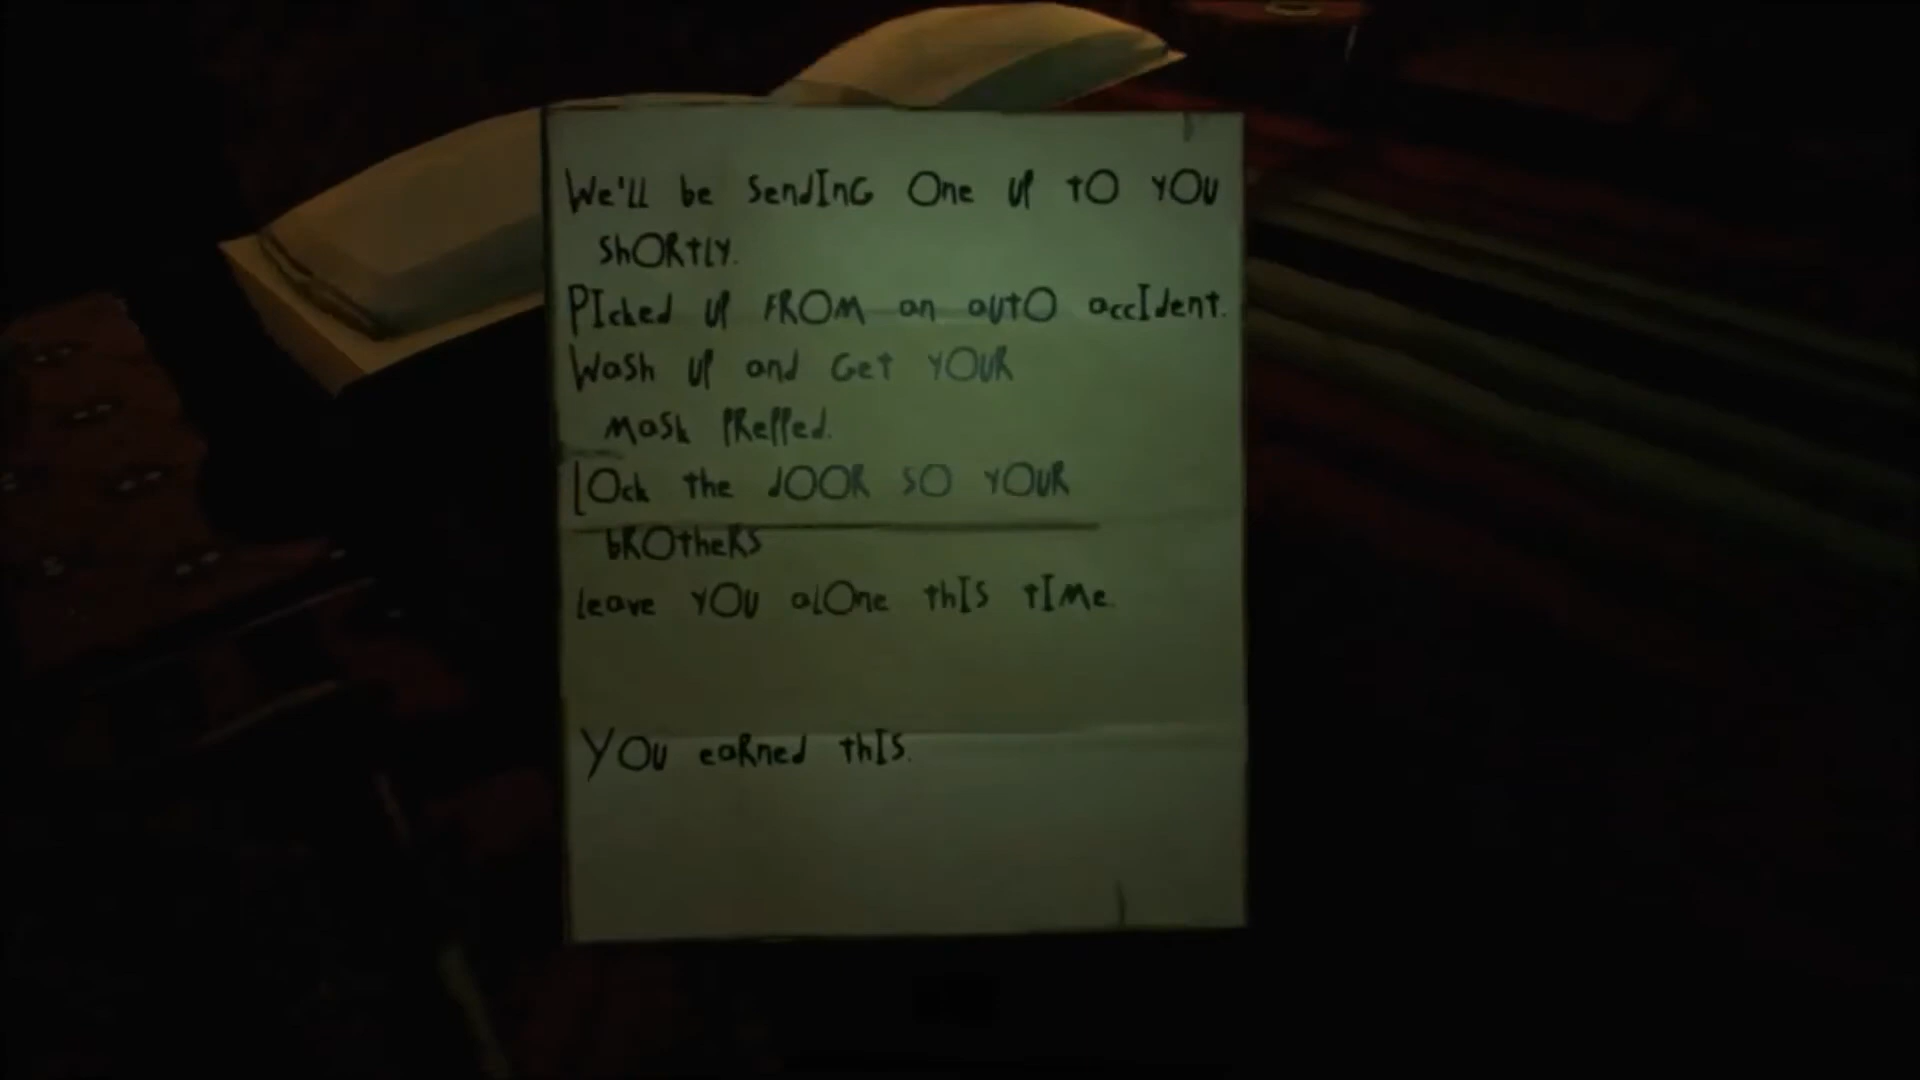 We'll be sendIng One up tO yOu
shORtly.
PIcked up FROM an autO accIdent.
Wash up and Get yOuR
mask pRepped.
LOck the dOOR sO yOuR
bROtheRs
leave yOu alOne thIs tIMe.
YOu eaRned thIs.